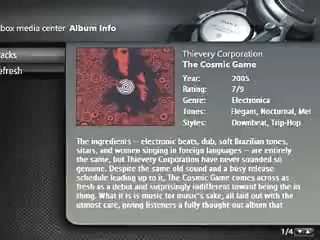 box media center Album Info
acks
efresh
Thievery Corporation
The Cosmic Game
Year: 2005
Rating: 7/9
Genre: Electronica
Tones: Elegant, Nocturnal, Mel
Styles: Downbeat, Trip-Hop
The ingredients -- electronic beats, dub, soft Brazilian tones,
sitars, and women singing in foreign languages -- are entirely
the same, but Thievery Corporation have never sounded so
genuine. Despite the same old sound and a busy release
schedule leading up to it, The Cosmic Game comes across as
fresh as a debut and surprisingly indifferent toward being the in
thing. What it is is music for music's sake, all laid out with the
utmost care, giving listeners a fully thought out album that
1/4